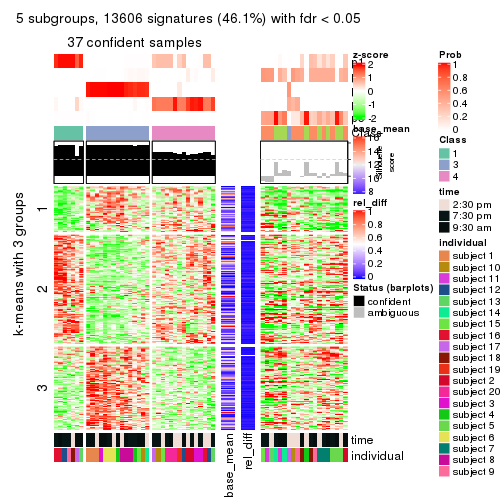 5 subgroups, 13606 signatures (46.1%) with fdr < 0.05
37 confident samples
k-means with 3 groups
1
2
3
Class
time
individual
base_mean
rel_diff
z-score
2
1
0
-1
-2
base_mean
16
14
12
10
8
Silhouette
score
rel_diff
1
0.8
0.6
0.4
0.2
0
Status (barplots)
confident
ambiguous
Prob
1
0.8
0.6
0.4
0.2
0
Class
1
3
4
time
2:30 pm
7:30 pm
9:30 am
individual
subject 1
subject 10
subject 11
subject 12
subject 13
subject 14
subject 15
subject 16
subject 17
subject 18
subject 19
subject 2
subject 20
subject 3
subject 4
subject 5
subject 6
subject 7
subject 8
subject 9